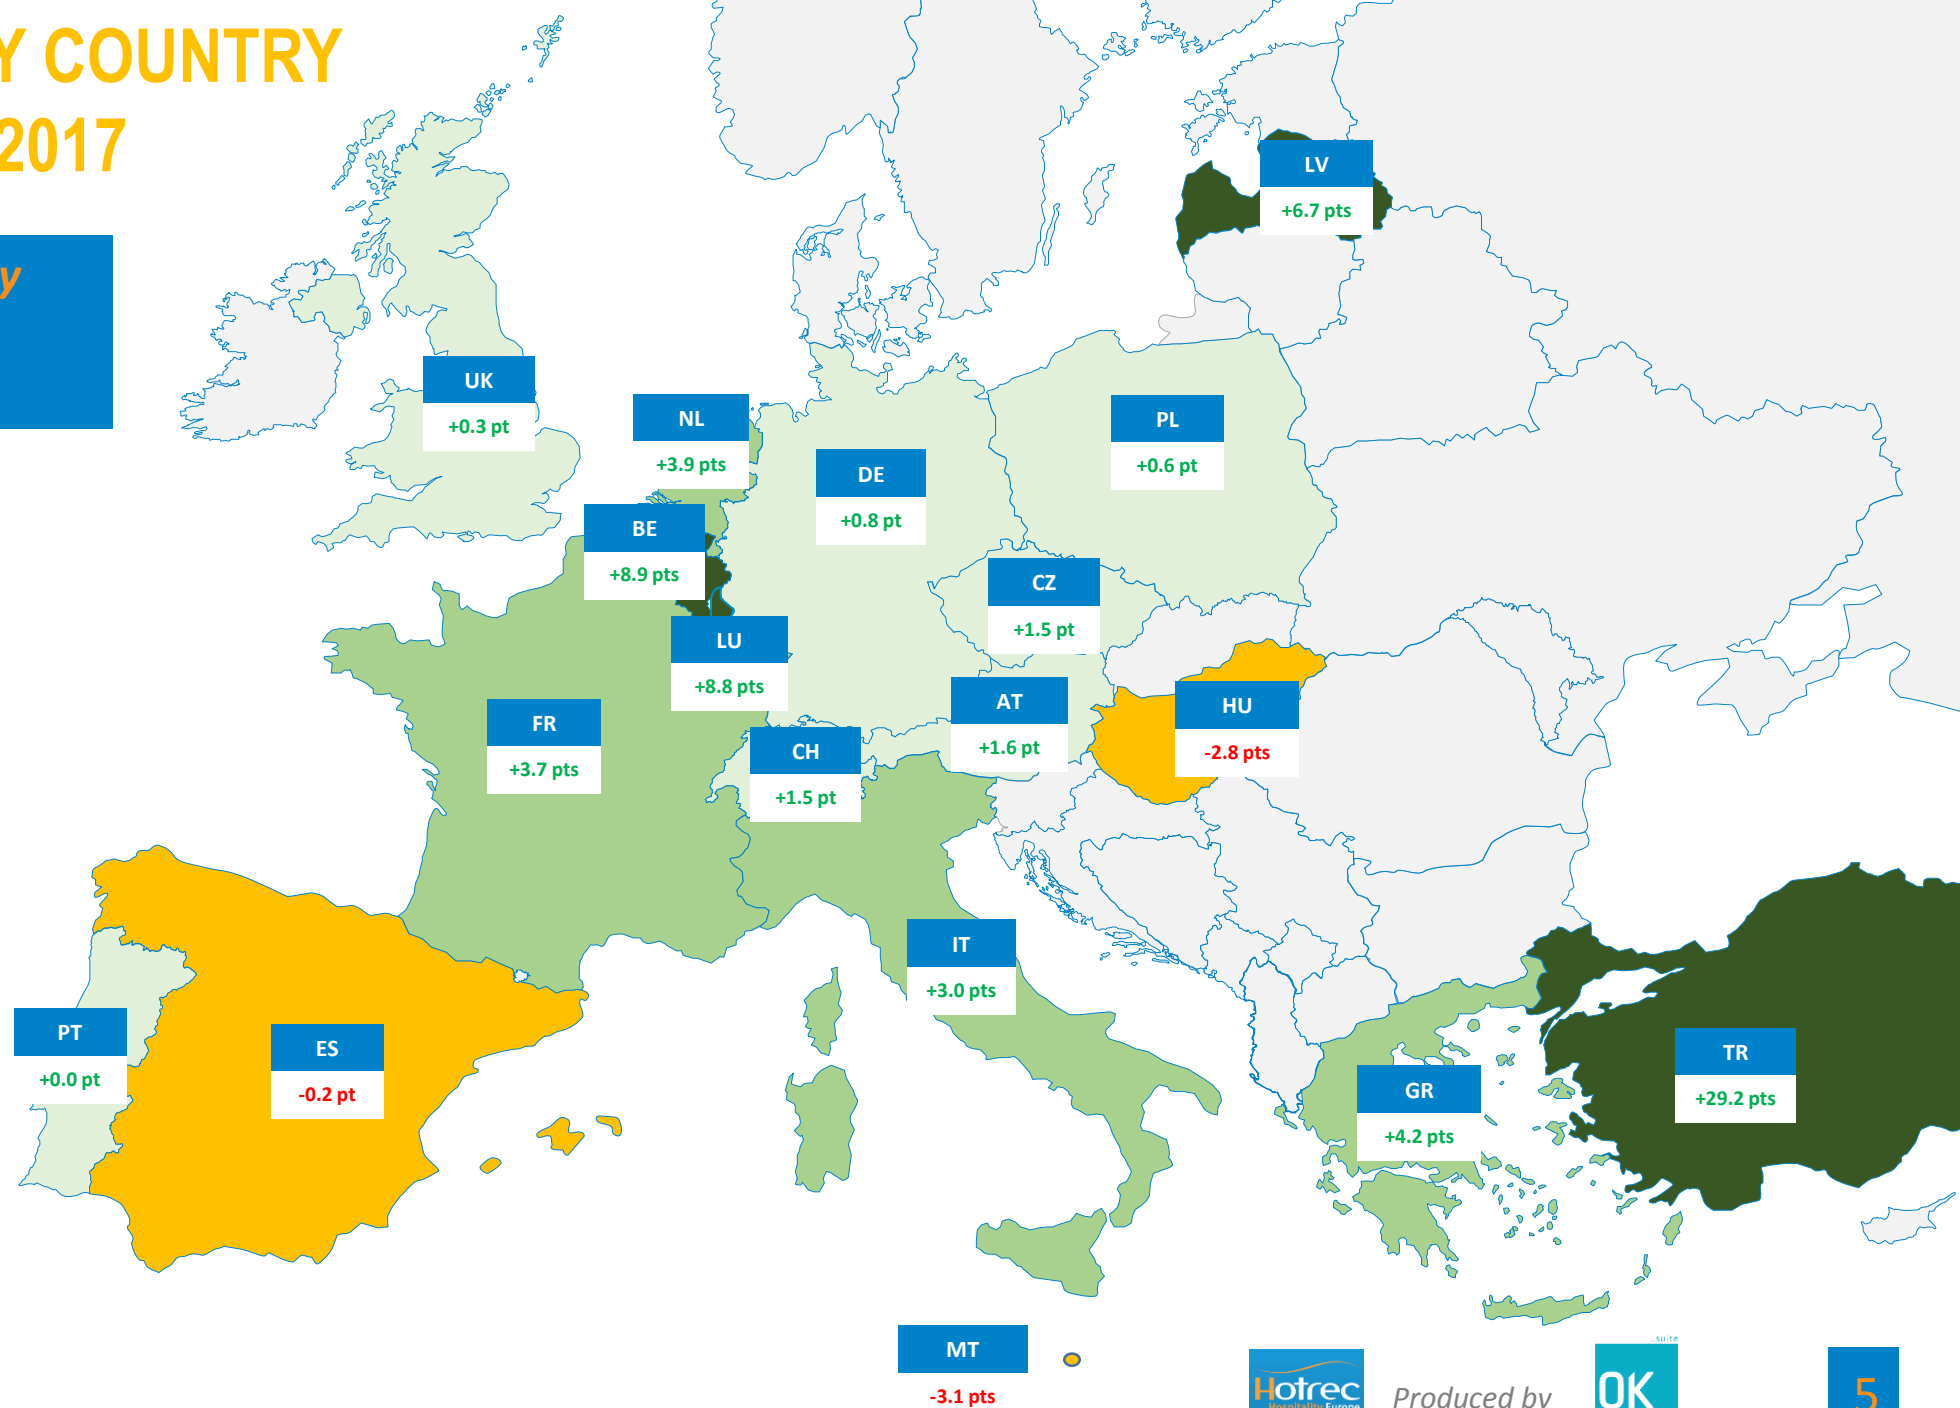 Y COUNTRY
2017
y
LV
+6.7 pts
UK
+0.3 pt
NL
+3.9 pts
PL
+0.6 pt
DE
+0.8 pt
BE
+8.9 pts
CZ
+1.5 pt
LU
+8.8 pts
AT
+1.6 pt
HU
-2.8 pts
FR
+3.7 pts
CH
+1.5 pt
IT
+3.0 pts
PT
+0.0 pt
ES
-0.2 pt
TR
+29.2 pts
GR
+4.2 pts
MT
-3.1 pts
Hotrec
Hospitality Europe
Produced by
suite
OK
5